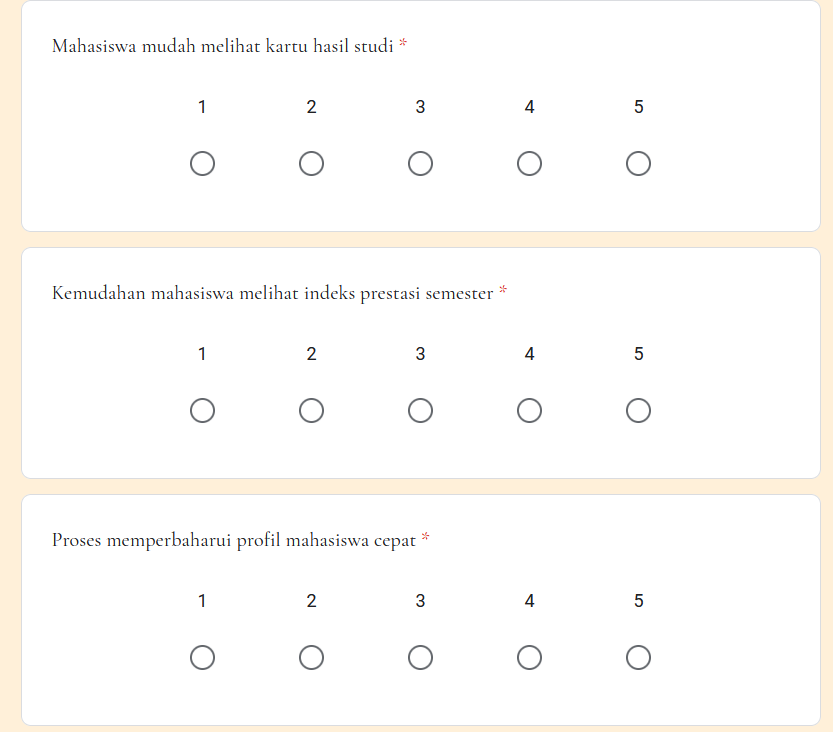 Mahasiswa mudah melihat kartu hasil studi *
1 2 3 4 5
Kemudahan mahasiswa melihat indeks prestasi semester *
1 2 3 4 5
Proses memperbaharui profil mahasiswa cepat *
1 2 3 4 5